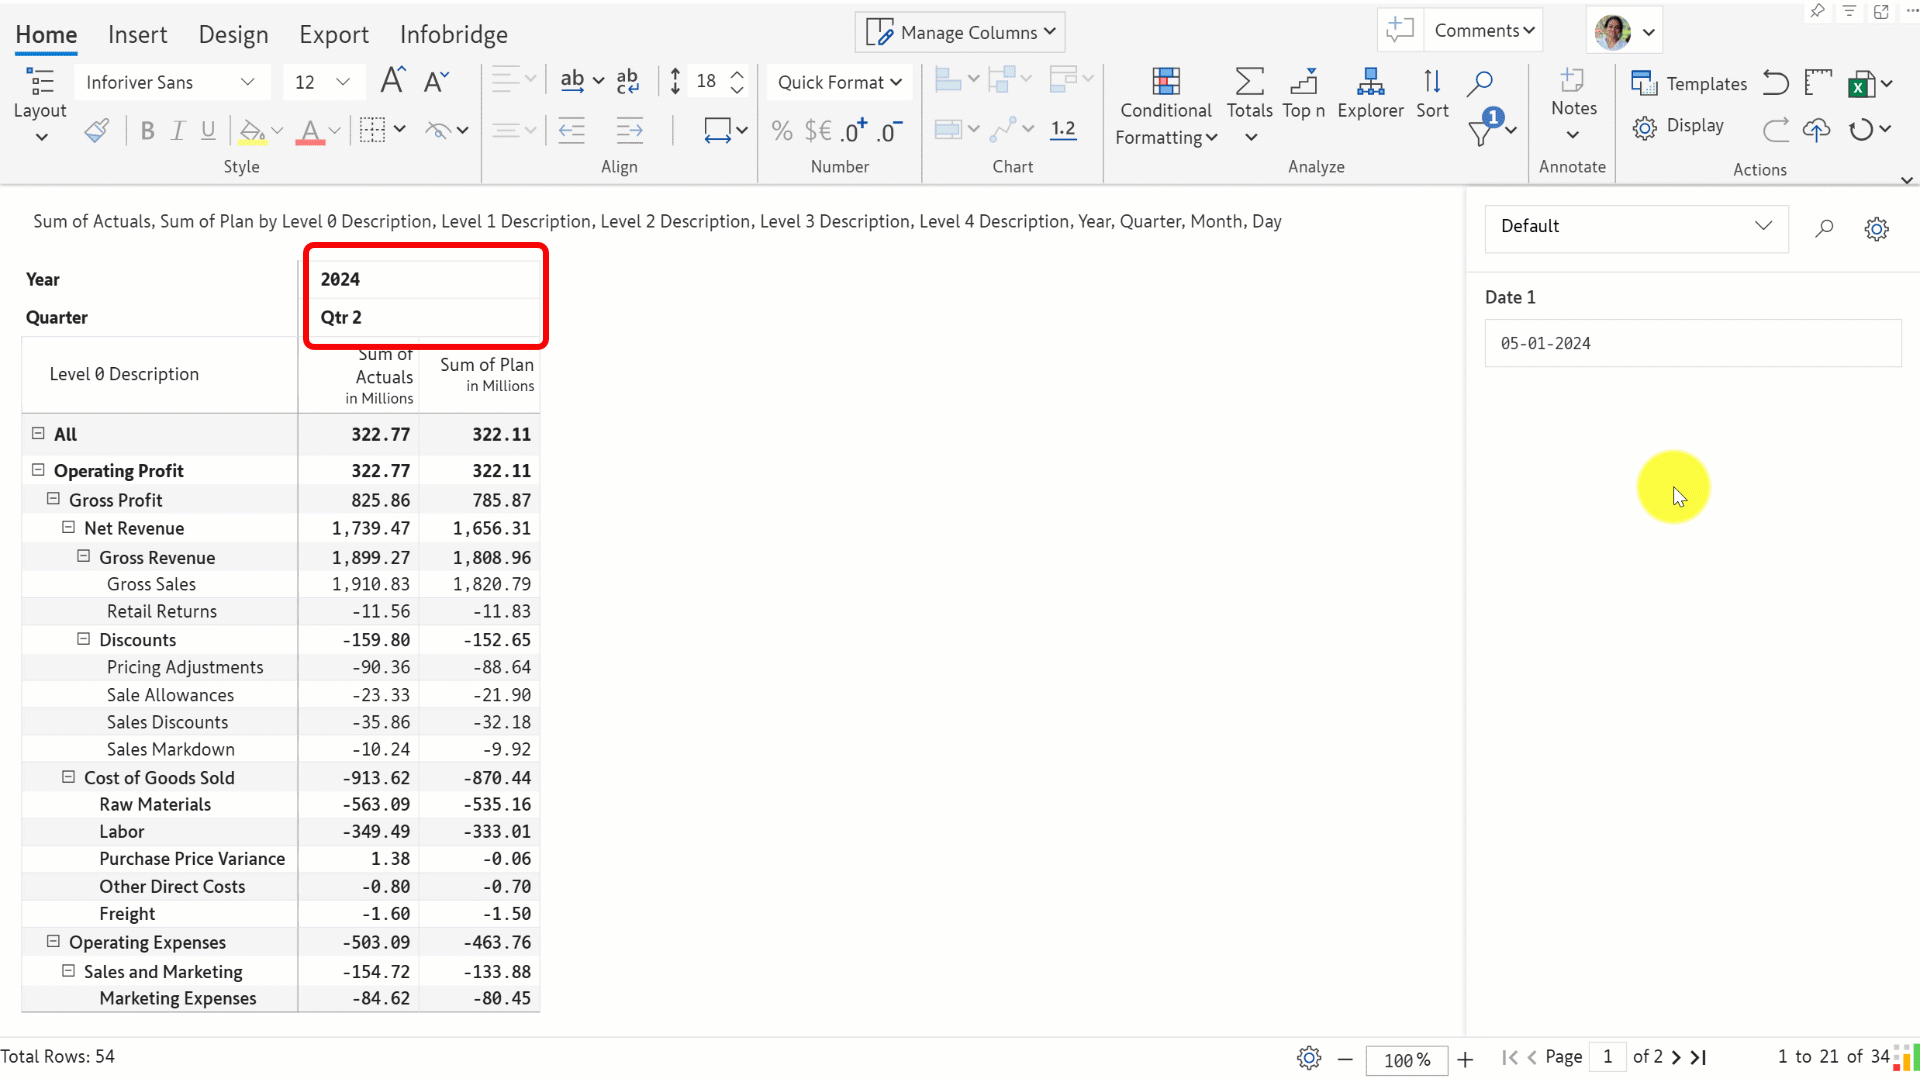 Home Insert Design Export Infobridge Manage Columns Comments
Layout Inforiver Sans 12 18 Quick Format
Conditional Formatting Totals Top n Explorer Sort 1 Notes Templates Display
B I U % $€ .0+ .0- 1.2
Style Align Number Chart Analyze Annotate Actions
Sum of Actuals, Sum of Plan by Level 0 Description, Level 1 Description, Level 2 Description, Level 3 Description, Level 4 Description, Year, Quarter, Month, Day
Default
Date 1
05-01-2024
Year 2024
Quarter Qtr 2
Level 0 Description Sum of Actuals in Millions Sum of Plan in Millions
All 322.77 322.11
Operating Profit 322.77 322.11
Gross Profit 825.86 785.87
Net Revenue 1,739.47 1,656.31
Gross Revenue 1,899.27 1,808.96
Gross Sales 1,910.83 1,820.79
Retail Returns -11.56 -11.83
Discounts -159.80 -152.65
Pricing Adjustments -90.36 -88.64
Sale Allowances -23.33 -21.90
Sales Discounts -35.86 -32.18
Sales Markdown -10.24 -9.92
Cost of Goods Sold -913.62 -870.44
Raw Materials -563.09 -535.16
Labor -349.49 -333.01
Purchase Price Variance 1.38 -0.06
Other Direct Costs -0.80 -0.70
Freight -1.60 -1.50
Operating Expenses -503.09 -463.76
Sales and Marketing -154.72 -133.88
Marketing Expenses -84.62 -80.45
Total Rows: 54 100 % Page 1 of 2 1 to 21 of 34